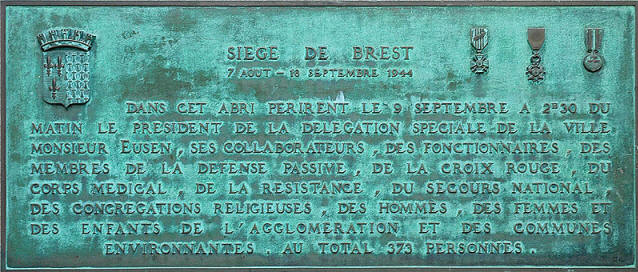 SIEGE DE BREST
7 AOUT - 18 SEPTEMBRE 1944
DANS CET ABRI PERIRENT LE 9 SEPTEMBRE A 2H30 DU
MATIN LE PRESIDENT DE LA DELEGATION SPECIALE DE LA VILLE
MONSIEUR EUSEN, SES COLLABORATEURS, DES FONCTIONNAIRES, DES
MEMBRES DE LA DEFENSE PASSIVE, DE LA CROIX ROUGE, DU
CORPS MEDICAL, DE LA RESISTANCE, DU SECOURS NATIONAL,
DES CONGREGATIONS RELIGIEUSES, DES HOMMES, DES FEMMES ET
DES ENFANTS DE L'AGGLOMERATION ET DES COMMUNES
ENVIRONNANTES. AU TOTAL 373 PERSONNES.